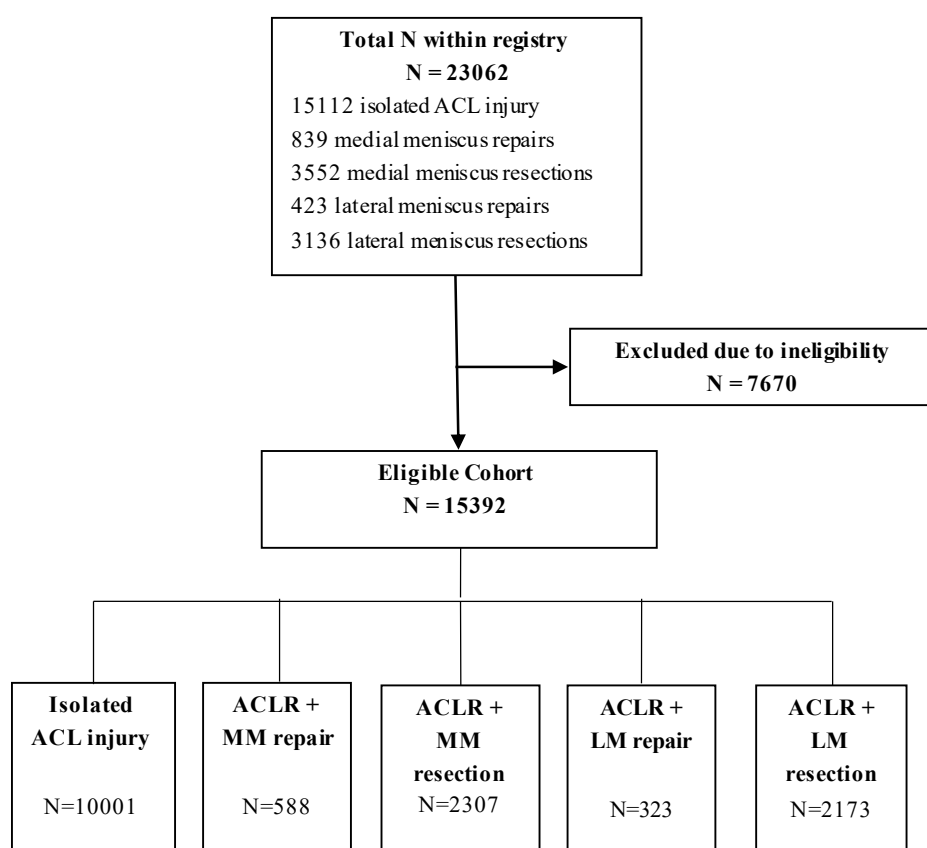 Total N within registry
N = 23062
15112 isolated ACL injury
839 medial meniscus repairs
3552 medial meniscus resections
423 lateral meniscus repairs
3136 lateral meniscus resections
Excluded due to ineligibility
N = 7670
Eligible Cohort
N = 15392
Isolated
ACL injury
N=10001
ACLR +
MM repair
N=588
ACLR +
MM
resection
N=2307
ACLR +
LM repair
N=323
ACLR +
LM
resection
N=2173